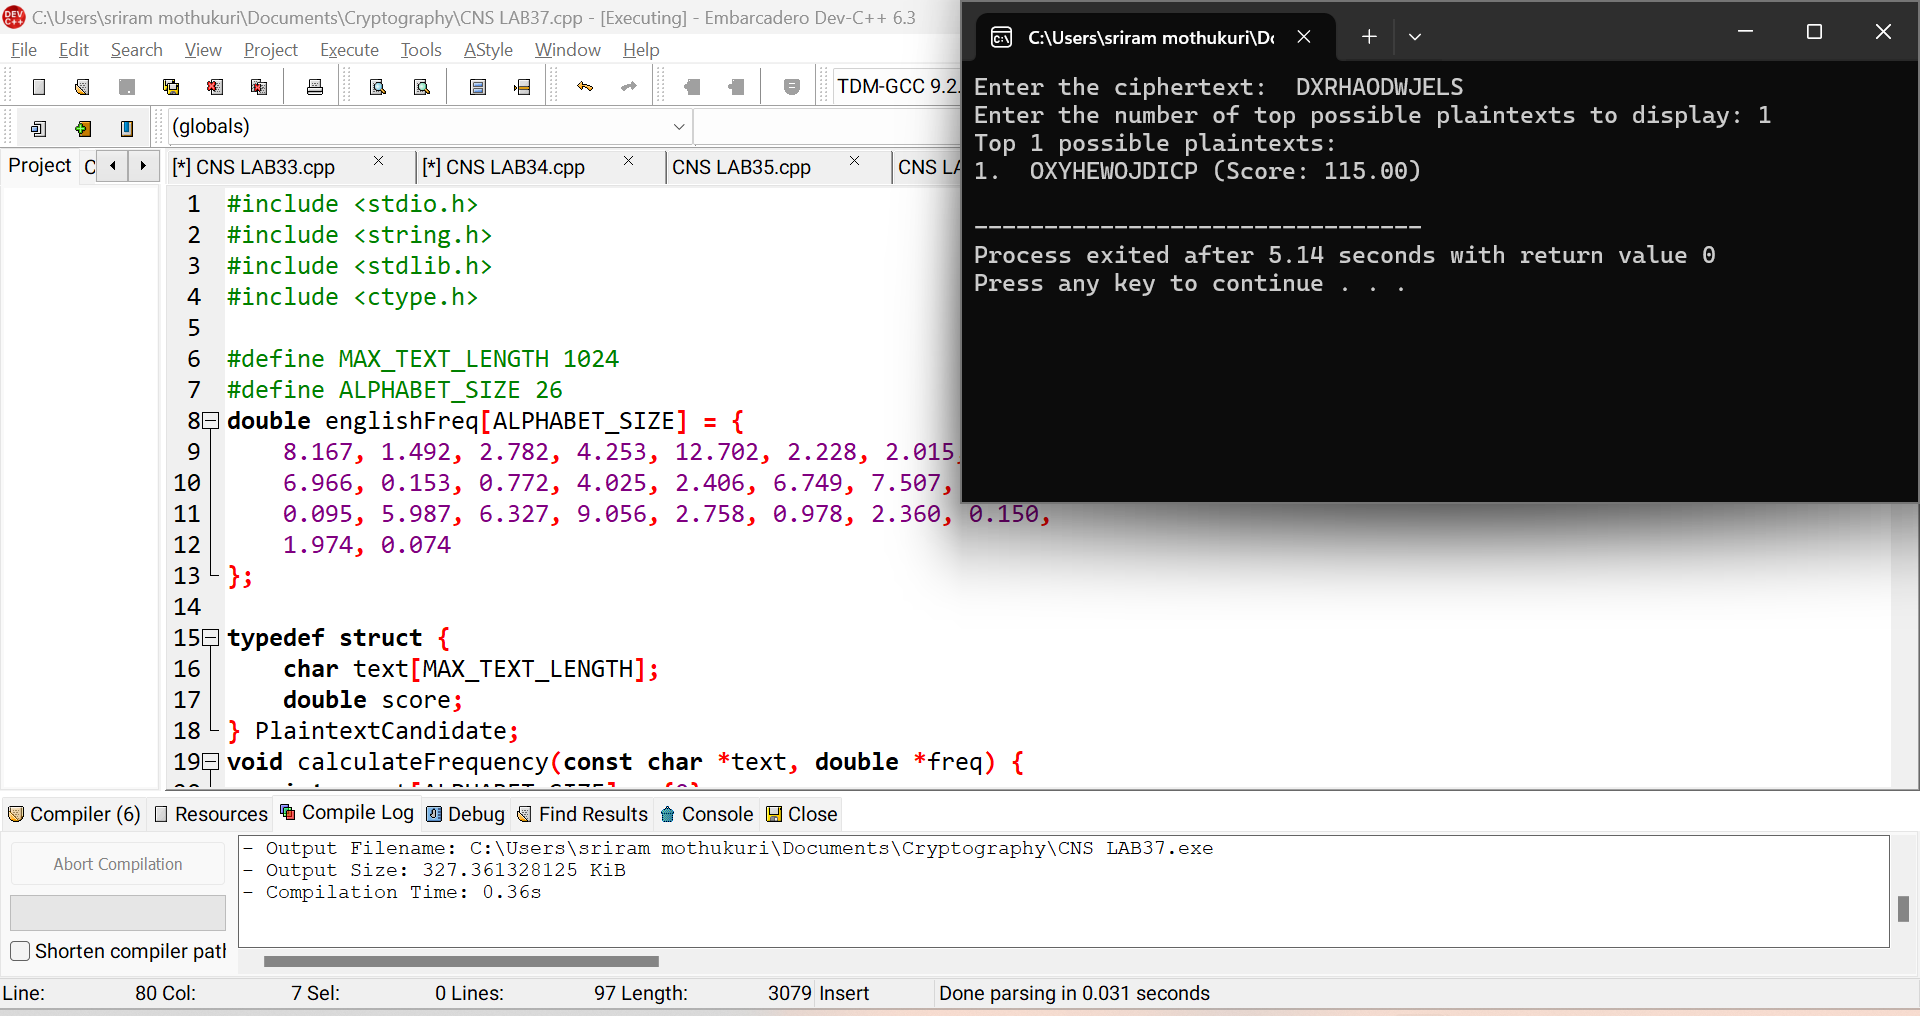 C:\Users\sriram mothukuri\Documents\Cryptography\CNS LAB37.cpp - [Executing] - Embarcadero Dev-C++ 6.3
File Edit Search View Project Execute Tools AStyle Window Help
TDM-GCC 9.2.
(globals)
Project C
[*] CNS LAB33.cpp [*] CNS LAB34.cpp CNS LAB35.cpp CNS LA
1 #include <stdio.h>
2 #include <string.h>
3 #include <stdlib.h>
4 #include <ctype.h>
5
6 #define MAX_TEXT_LENGTH 1024
7 #define ALPHABET_SIZE 26
8 double englishFreq[ALPHABET_SIZE] = {
9 8.167, 1.492, 2.782, 4.253, 12.702, 2.228, 2.015,
10 6.966, 0.153, 0.772, 4.025, 2.406, 6.749, 7.507,
11 0.095, 5.987, 6.327, 9.056, 2.758, 0.978, 2.360, 0.150,
12 1.974, 0.074
13 };
14
15 typedef struct {
16 char text[MAX_TEXT_LENGTH];
17 double score;
18 } PlaintextCandidate;
19 void calculateFrequency(const char *text, double *freq) {
C:\Users\sriram mothukuri\Do
Enter the ciphertext:  DXRHAODWJELS
Enter the number of top possible plaintexts to display: 1
Top 1 possible plaintexts:
1.  OXYHEWOJDICP (Score: 115.00)
--------------------------------
Process exited after 5.14 seconds with return value 0
Press any key to continue . . .
Compiler (6) Resources Compile Log Debug Find Results Console Close
Abort Compilation
Shorten compiler path
- Output Filename: C:\Users\sriram mothukuri\Documents\Cryptography\CNS LAB37.exe
- Output Size: 327.361328125 KiB
- Compilation Time: 0.36s
Line: 80 Col: 7 Sel: 0 Lines: 97 Length: 3079 Insert Done parsing in 0.031 seconds